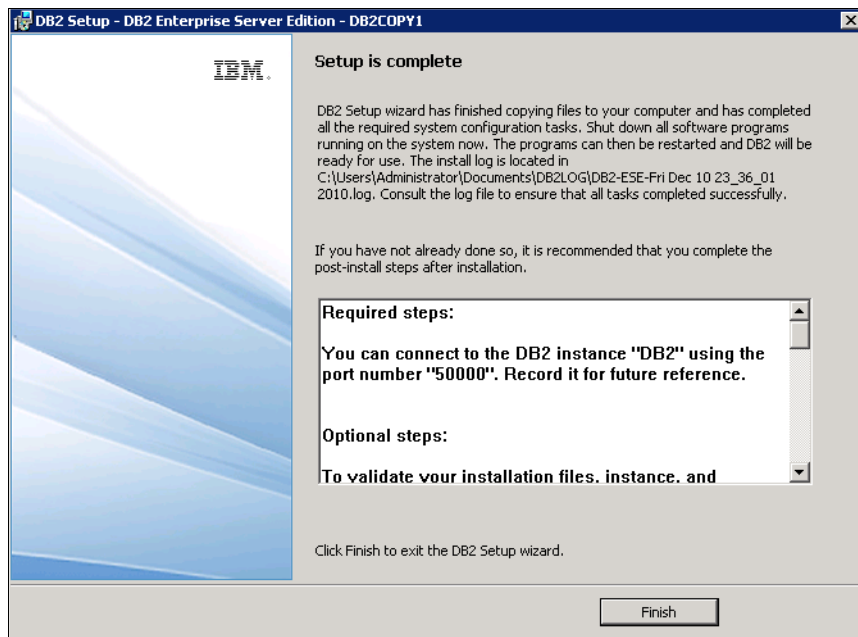 DB2 Setup - DB2 Enterprise Server Edition - DB2COPY1
IBM.
Setup is complete
DB2 Setup wizard has finished copying files to your computer and has completed
all the required system configuration tasks. Shut down all software programs
running on the system now. The programs can then be restarted and DB2 will be
ready for use. The install log is located in
C:\Users\Administrator\Documents\DB2LOG\DB2-ESE-Fri Dec 10 23_36_01
2010.log. Consult the log file to ensure that all tasks completed successfully.
If you have not already done so, it is recommended that you complete the
post-install steps after installation.
Required steps:
You can connect to the DB2 instance "DB2" using the
port number "50000". Record it for future reference.
Optional steps:
To validate your installation files, instance, and
Click Finish to exit the DB2 Setup wizard.
Finish